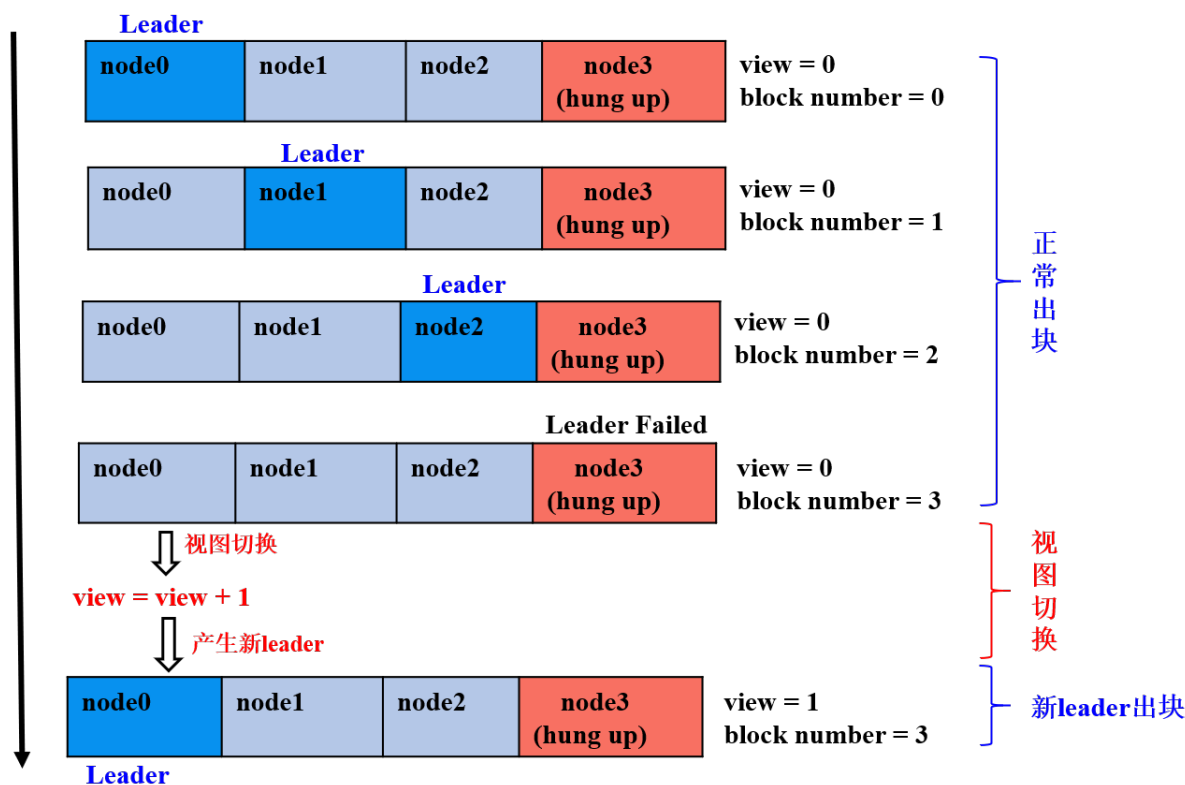 Leader
node0 node1 node2 node3 view = 0
(hung up) block number = 0
Leader
node0 node1 node2 node3 view = 0
(hung up) block number = 1
Leader
node0 node1 node2 node3 view = 0
(hung up) block number = 2
Leader Failed
node0 node1 node2 node3 view = 0
(hung up) block number = 3
正常出块
视图切换
view = view + 1
产生新leader
视图切换
node0 node1 node2 node3 view = 1
(hung up) block number = 3
新leader出块
Leader